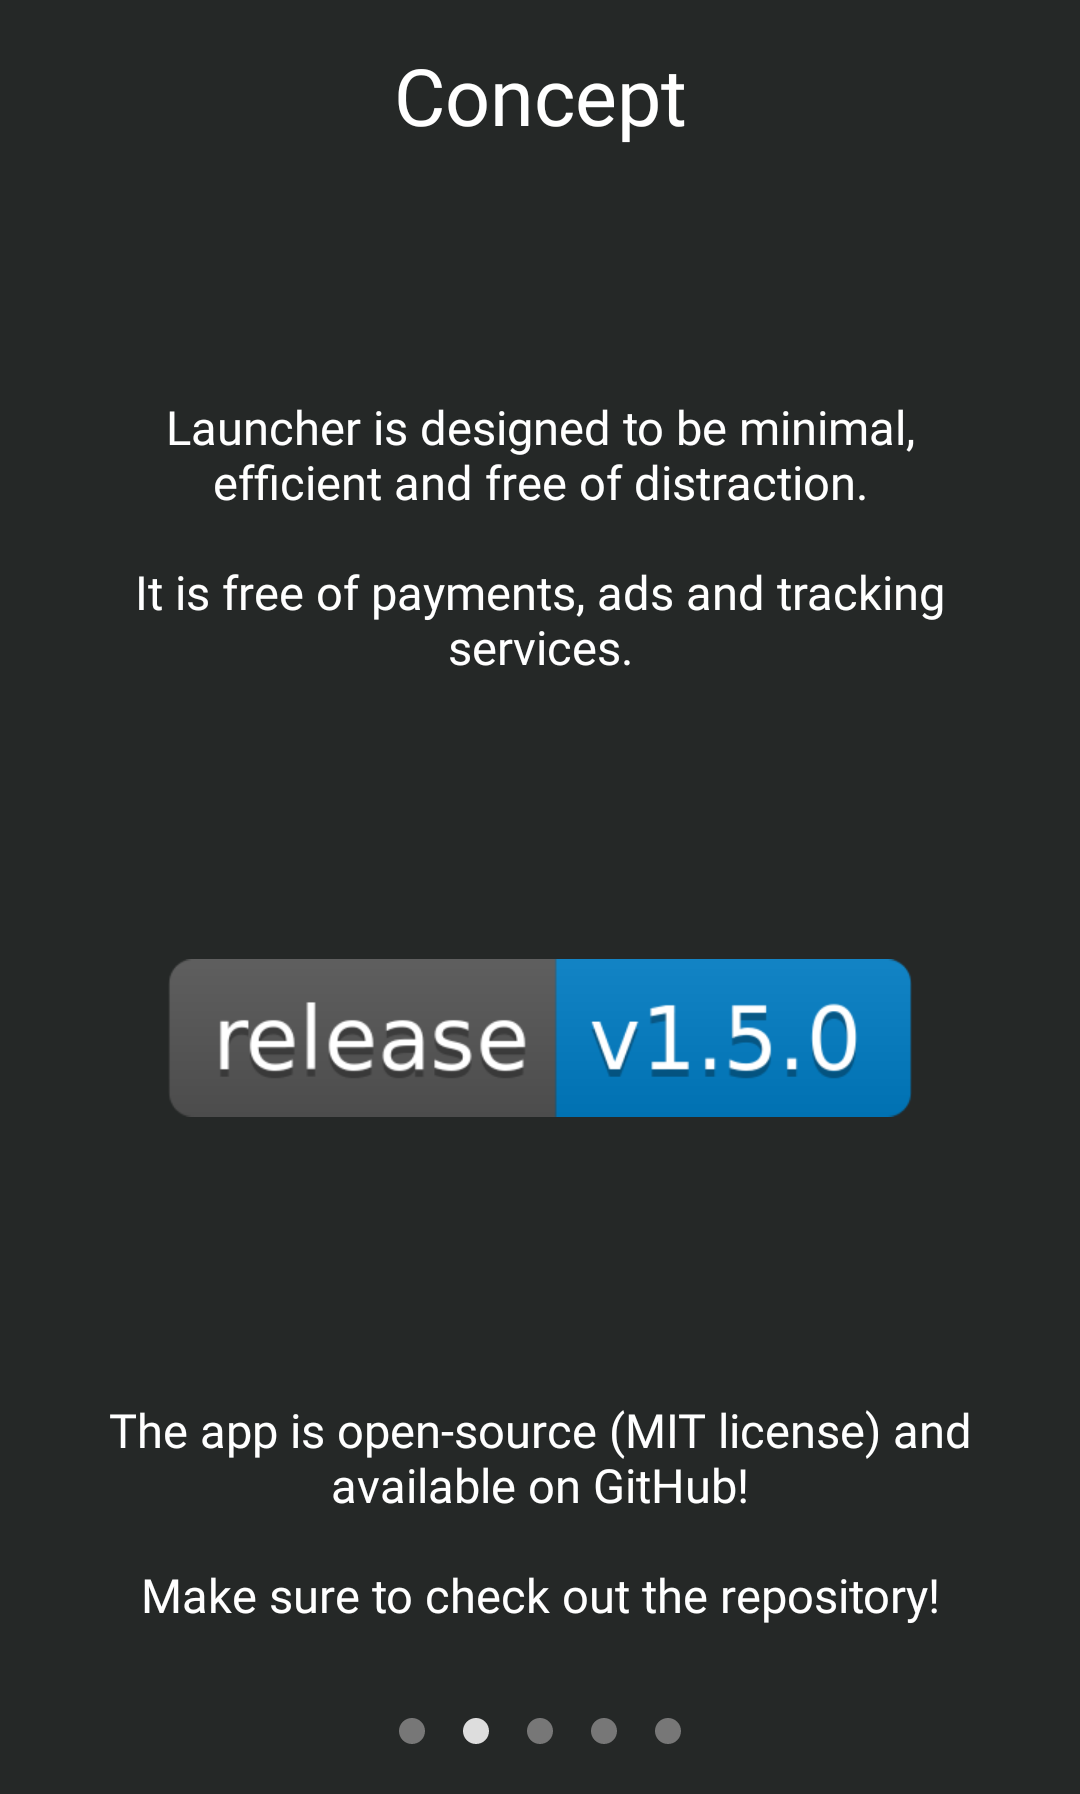 Concept
Launcher is designed to be minimal,
efficient and free of distraction.
It is free of payments, ads and tracking
services.
release v1.5.0
The app is open-source (MIT license) and
available on GitHub!
Make sure to check out the repository!